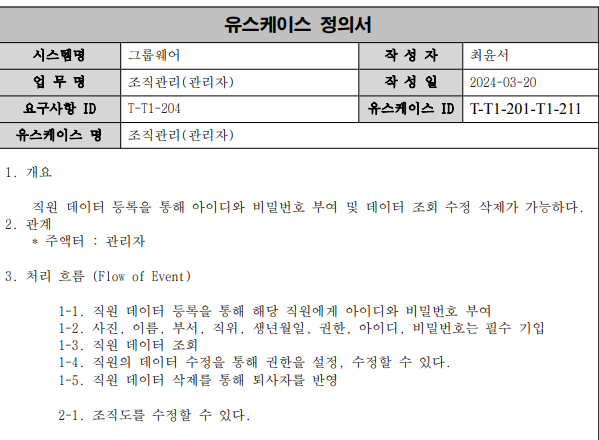 유스케이스 정의서
시스템명 그룹웨어 작 성 자 최윤서
업 무 명 조직관리(관리자) 작 성 일 2024-03-20
요구사항 ID T-T1-204 유스케이스 ID T-T1-201-T1-211
유스케이스 명 조직관리(관리자)
1. 개요
직원 데이터 등록을 통해 아이디와 비밀번호 부여 및 데이터 조회 수정 삭제가 가능하다.
2. 관계
* 주액터 : 관리자
3. 처리 흐름 (Flow of Event)
1-1. 직원 데이터 등록을 통해 해당 직원에게 아이디와 비밀번호 부여
1-2. 사진, 이름, 부서, 직위, 생년월일, 권한, 아이디, 비밀번호는 필수 기입
1-3. 직원 데이터 조회
1-4. 직원의 데이터 수정을 통해 권한을 설정, 수정할 수 있다.
1-5. 직원 데이터 삭제를 통해 퇴사자를 반영
2-1. 조직도를 수정할 수 있다.